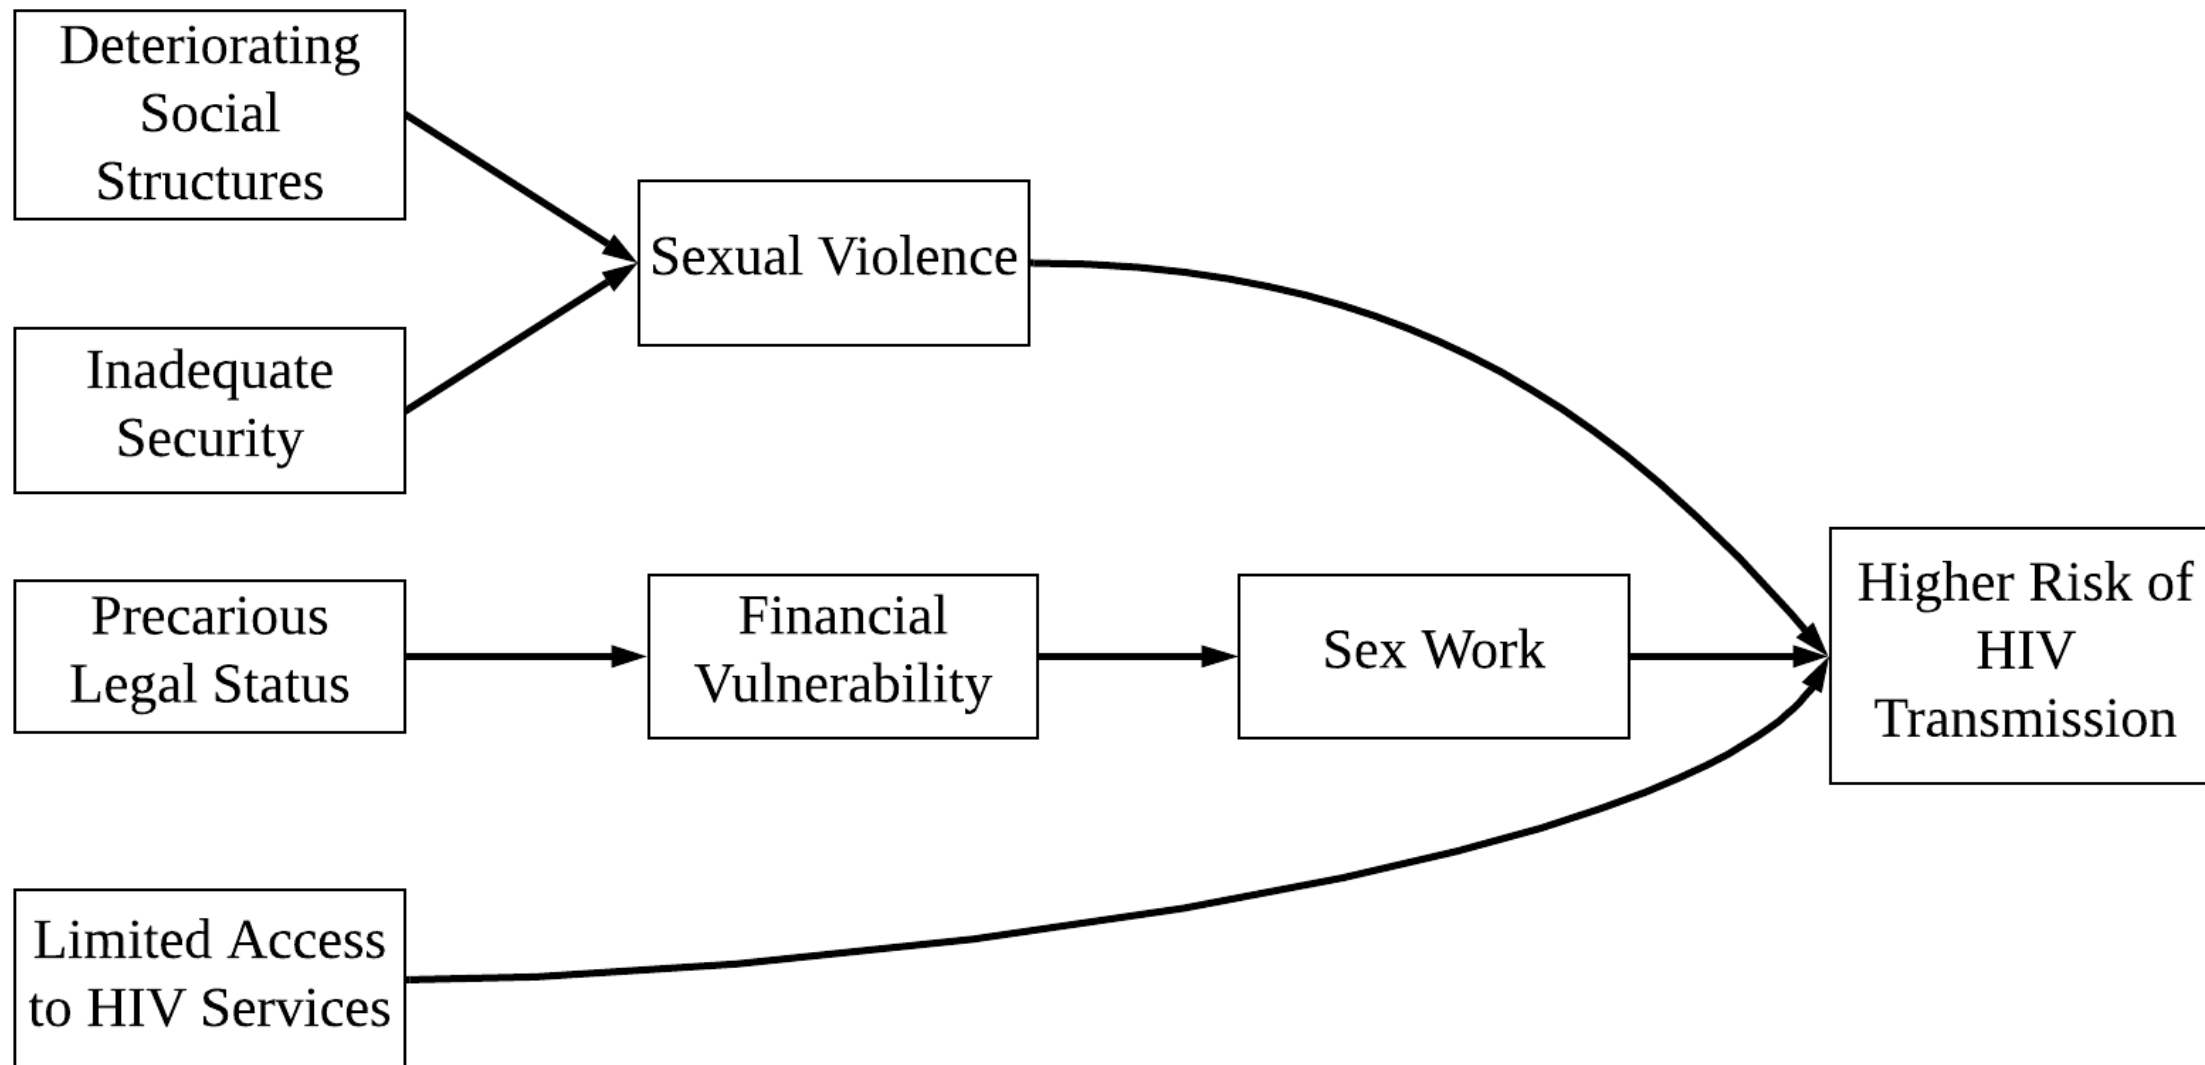 Deteriorating
Social
Structures
Sexual Violence
Inadequate
Security
Precarious
Legal Status
Financial
Vulnerability
Sex Work
Higher Risk of
HIV
Transmission
Limited Access
to HIV Services